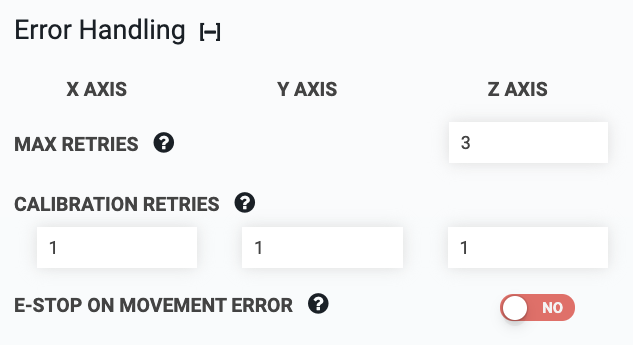 Error Handling [–]
X AXIS Y AXIS Z AXIS
MAX RETRIES ?
3
CALIBRATION RETRIES ?
1 1 1
E-STOP ON MOVEMENT ERROR ? NO